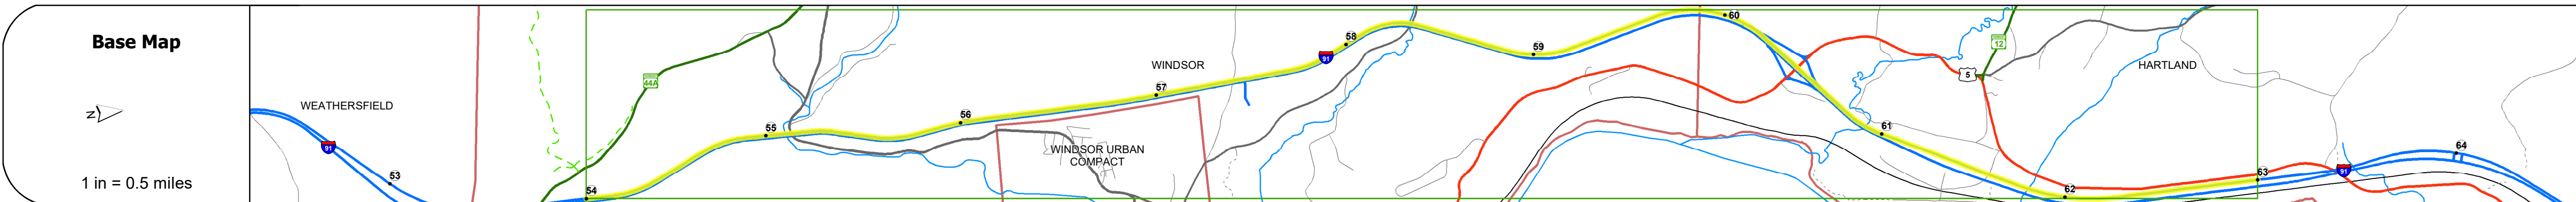 Base Map
N
1 in = 0.5 miles
WEATHERSFIELD
91
53
44A
54
55
56
WINDSOR
57
WINDSOR URBAN
COMPACT
91
58
59
60
61
5
12
HARTLAND
62
63
91
64